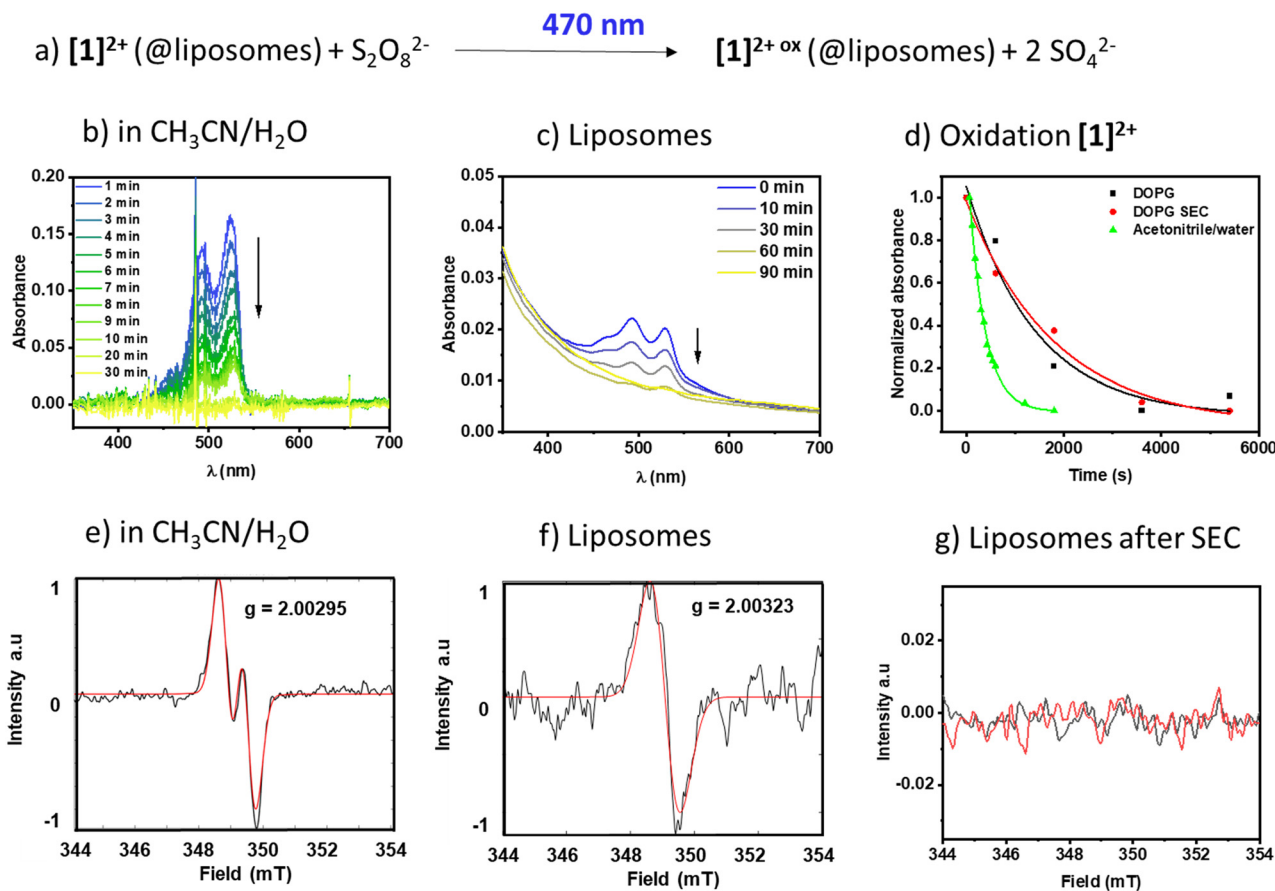 a) [1]²⁺ (@liposomes) + S₂O₈²⁻
470 nm
[1]²⁺ ᵒˣ (@liposomes) + 2 SO₄²⁻
b) in CH₃CN/H₂O
0.20
0.15
0.10
0.05
0.00
Absorbance
1 min
2 min
3 min
4 min
5 min
6 min
7 min
8 min
9 min
10 min
20 min
30 min
400 500 600 700
λ (nm)
c) Liposomes
0.05
0.04
0.03
0.02
0.01
0.00
Absorbance
0 min
10 min
30 min
60 min
90 min
400 500 600 700
λ (nm)
d) Oxidation [1]²⁺
1.0
0.8
0.6
0.4
0.2
0.0
Normalized absorbance
DOPG
DOPG SEC
Acetonitrile/water
0 2000 4000 6000
Time (s)
e) in CH₃CN/H₂O
1
0
-1
Intensity a.u
g = 2.00295
344 346 348 350 352 354
Field (mT)
f) Liposomes
1
0
-1
Intensity a.u
g = 2.00323
344 346 348 350 352 354
Field (mT)
g) Liposomes after SEC
0.02
0.00
-0.02
Intensity a.u
344 346 348 350 352 354
Field (mT)